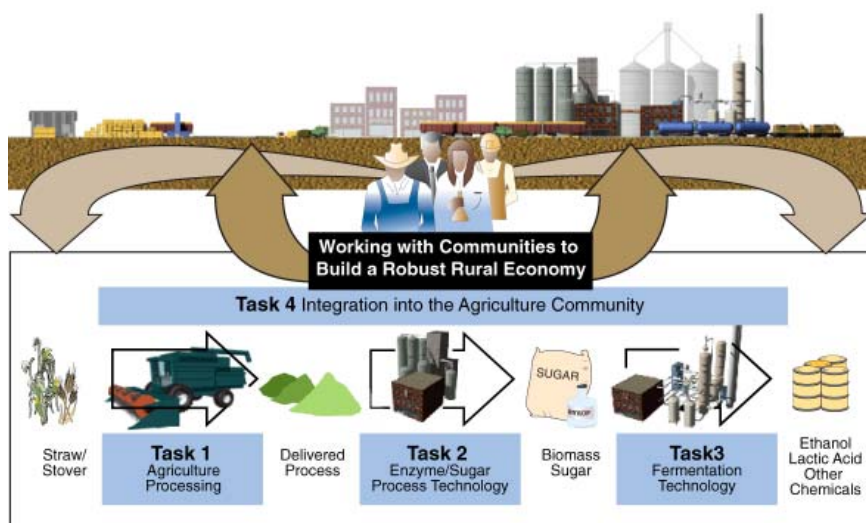 Working with Communities to
Build a Robust Rural Economy
Task 4 Integration into the Agriculture Community
SUGAR
Straw/
Stover
Task 1
Agriculture
Processing
Delivered
Process
Task 2
Enzyme/Sugar
Process Technology
Biomass
Sugar
Task3
Fermentation
Technology
Ethanol
Lactic Acid
Other
Chemicals